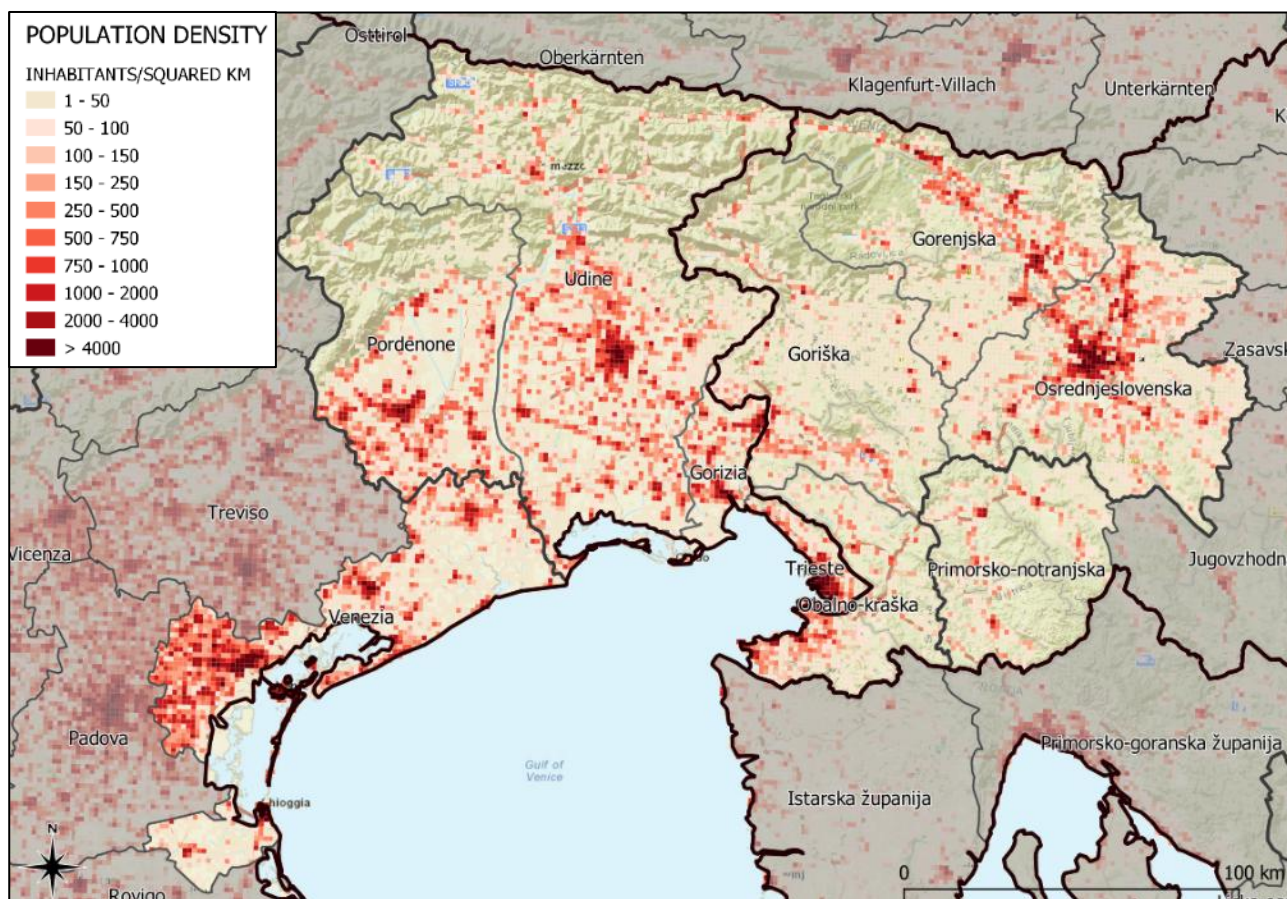 POPULATION DENSITY
INHABITANTS/SQUARED KM
1 - 50
50 - 100
100 - 150
150 - 250
250 - 500
500 - 750
750 - 1000
1000 - 2000
2000 - 4000
> 4000
Osttirol
Oberkärnten
Klagenfurt-Villach
Unterkärnten
mezzo
Gorenjska
Radovljica
Udine
Pordenone
Goriška
Zasavsk
Osrednjeslovenska
Gorizia
Treviso
Vicenza
Jugovzhodn
Trieste
Primorsko-notranjska
Obalno-kraška
Venezia
Padova
Primorsko-goranska županija
Gulf of
Venice
Istarska županija
hioggia
N
0
100 km
Rovigo